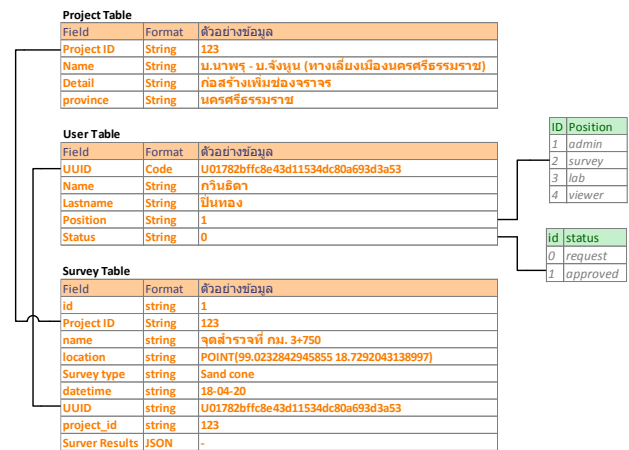 Project Table
Field Format ตัวอย่างข้อมูล
Project ID String 123
Name String บ.นาพรุ - บ.จังหูน (ทางเลี่ยงเมืองนครศรีธรรมราช)
Detail String ก่อสร้างเพิ่มช่องจราจร
province String นครศรีธรรมราช
User Table
Field Format ตัวอย่างข้อมูล
UUID Code U01782bffc8e43d11534dc80a693d3a53
Name String กวินธิดา
Lastname String ปิ่นทอง
Position String 1
Status String 0
ID Position
1 admin
2 survey
3 lab
4 viewer
id status
0 request
1 approved
Survey Table
Field Format ตัวอย่างข้อมูล
id string 1
Project ID string 123
name string จุดสำรวจที่ กม. 3+750
location string POINT(99.0232842945855 18.7292043138997)
Survey type string Sand cone
datetime string 18-04-20
UUID string U01782bffc8e43d11534dc80a693d3a53
project_id string 123
Surver Results JSON -